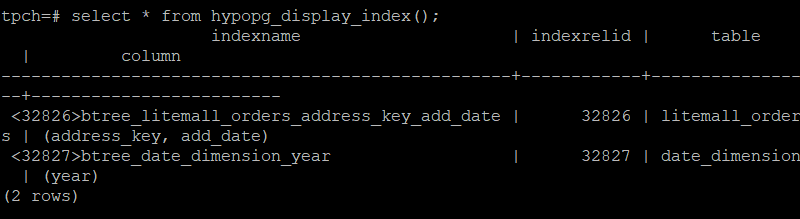 tpch=# select * from hypopg_display_index();
                     indexname                     | indexrelid |      table
  |         column
---------------------------------------------------+------------+---------------
--+-------------------------
 <32826>btree_litemall_orders_address_key_add_date |      32826 | litemall_order
s | (address_key, add_date)
 <32827>btree_date_dimension_year                  |      32827 | date_dimension
  | (year)
(2 rows)